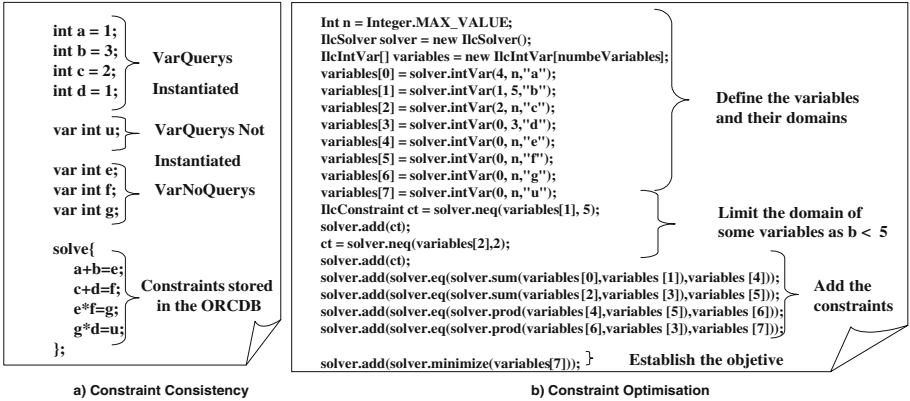 int a = 1;
int b = 3;
int c = 2;
int d = 1;
VarQuerys
Instantiated
var int u;
VarQuerys Not
Instantiated
var int e;
var int f;
var int g;
VarNoQuerys
solve{
a+b=e;
c+d=f;
e*f=g;
g*d=u;
};
Constraints stored
in the ORCDB
a) Constraint Consistency
Int n = Integer.MAX_VALUE;
IlcSolver solver = new IlcSolver();
IlcIntVar[] variables = new IlcIntVar[numbeVariables];
variables[0] = solver.intVar(4, n,"a");
variables[1] = solver.intVar(1, 5,"b");
variables[2] = solver.intVar(2, n,"c");
variables[3] = solver.intVar(0, 3,"d");
variables[4] = solver.intVar(0, n,"e");
variables[5] = solver.intVar(0, n,"f");
variables[6] = solver.intVar(0, n,"g");
variables[7] = solver.intVar(0, n,"u");
Define the variables
and their domains
IlcConstraint ct = solver.neq(variables[1], 5);
solver.add(ct);
ct = solver.neq(variables[2],2);
solver.add(ct);
Limit the domain of
some variables as b < 5
solver.add(solver.eq(solver.sum(variables [0],variables [1]),variables [4]));
solver.add(solver.eq(solver.sum(variables [2],variables [3]),variables [5]));
solver.add(solver.eq(solver.prod(variables [4],variables [5]),variables [6]));
solver.add(solver.eq(solver.prod(variables [6],variables [3]),variables [7]));
Add the
constraints
solver.add(solver.minimize(variables[7]));
Establish the objetive
b) Constraint Optimisation